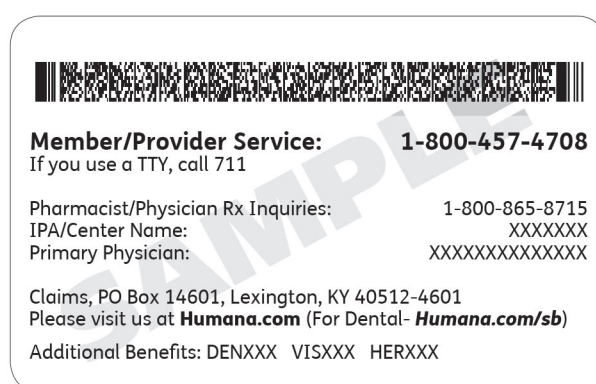 SAMPLE
Member/Provider Service: 1-800-457-4708
If you use a TTY, call 711
Pharmacist/Physician Rx Inquiries: 1-800-865-8715
IPA/Center Name: XXXXXXX
Primary Physician: XXXXXXXXXXXXXX
Claims, PO Box 14601, Lexington, KY 40512-4601
Please visit us at Humana.com (For Dental- Humana.com/sb)
Additional Benefits: DENXXX VISXXX HERXXX